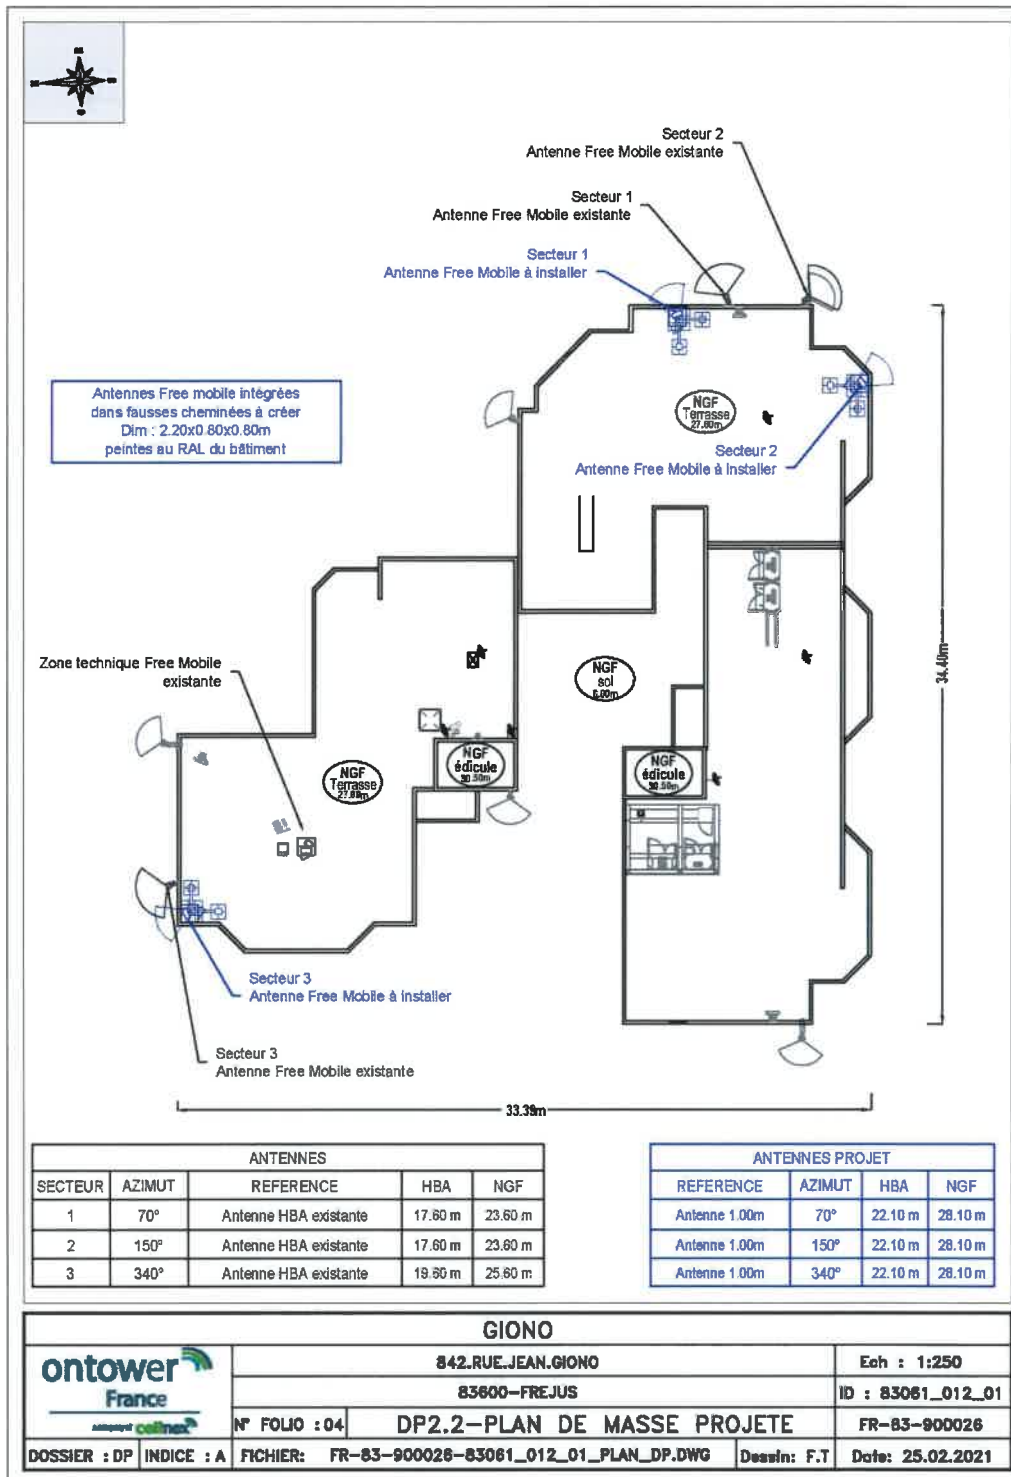 Secteur 2
Antenne Free Mobile existante
Secteur 1
Antenne Free Mobile existante
Secteur 1
Antenne Free Mobile à installer
Antennes Free mobile intégrées
dans fausses cheminées à créer
Dim : 2.20x0.80x0.80m
peintes au RAL du bâtiment
NGF
Terrasse
27.60m
Secteur 2
Antenne Free Mobile à installer
Zone technique Free Mobile
existante
NGF
sol
NGF
édicule
30.50m
NGF
édicule
30.50m
NGF
Terrasse
27.60m
34.40m
Secteur 3
Antenne Free Mobile à installer
Secteur 3
Antenne Free Mobile existante
33.39m
ANTENNES
SECTEUR AZIMUT REFERENCE HBA NGF
1 70° Antenne HBA existante 17.60 m 23.60 m
2 150° Antenne HBA existante 17.60 m 23.60 m
3 340° Antenne HBA existante 19.60 m 25.60 m
ANTENNES PROJET
REFERENCE AZIMUT HBA NGF
Antenne 1.00m 70° 22.10 m 28.10 m
Antenne 1.00m 150° 22.10 m 28.10 m
Antenne 1.00m 340° 22.10 m 28.10 m
GIONO
ontower
France
cellnex
842.RUE.JEAN.GIONO
Ech : 1:250
83600-FREJUS
ID : 83061_012_01
N° FOLIO :04
DP2.2-PLAN DE MASSE PROJETE
FR-83-900026
DOSSIER : DP INDICE : A FICHIER: FR-83-900026-83061_012_01_PLAN_DP.DWG Dessin: F.T Date: 25.02.2021